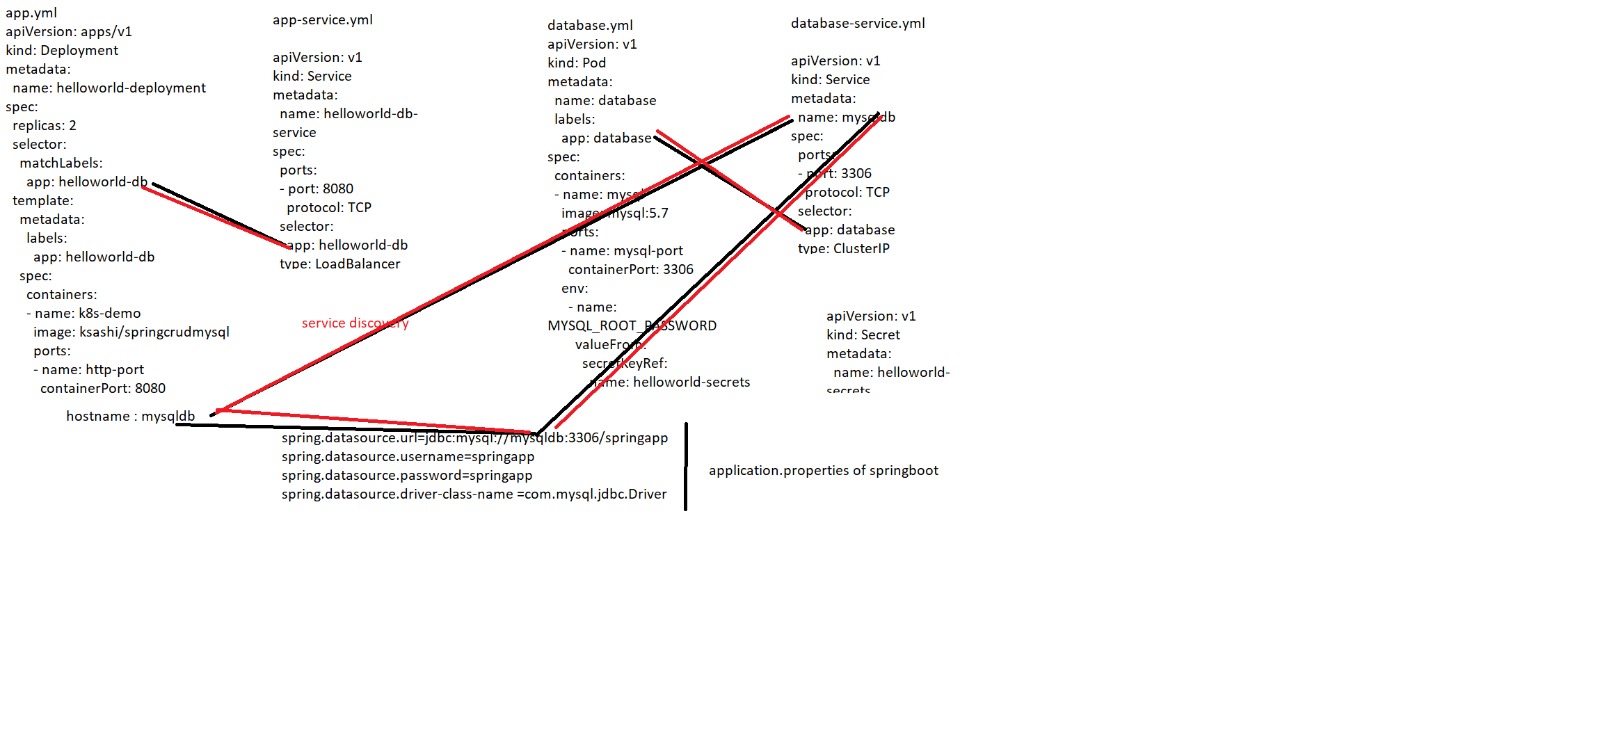 app.yml
apiVersion: apps/v1
kind: Deployment
metadata:
name: helloworld-deployment
spec:
replicas: 2
selector:
matchLabels:
app: helloworld-db
template:
metadata:
labels:
app: helloworld-db
spec:
containers:
- name: k8s-demo
image: ksashi/springcrudmysql
ports:
- name: http-port
containerPort: 8080
hostname : mysqldb
app-service.yml
apiVersion: v1
kind: Service
metadata:
name: helloworld-db-
service
spec:
ports:
- port: 8080
protocol: TCP
selector:
app: helloworld-db
type: LoadBalancer
service discovery
database.yml
apiVersion: v1
kind: Pod
metadata:
name: database
labels:
app: database
spec:
containers:
- name: mysql
image: mysql:5.7
ports:
- name: mysql-port
containerPort: 3306
env:
- name:
MYSQL_ROOT_PASSWORD
valueFrom:
secretKeyRef:
name: helloworld-secrets
database-service.yml
apiVersion: v1
kind: Service
metadata:
name: mysqldb
spec:
ports:
- port: 3306
protocol: TCP
selector:
app: database
type: ClusterIP
apiVersion: v1
kind: Secret
metadata:
name: helloworld-
secrets
spring.datasource.url=jdbc:mysql://mysqldb:3306/springapp
spring.datasource.username=springapp
spring.datasource.password=springapp
spring.datasource.driver-class-name =com.mysql.jdbc.Driver
application.properties of springboot